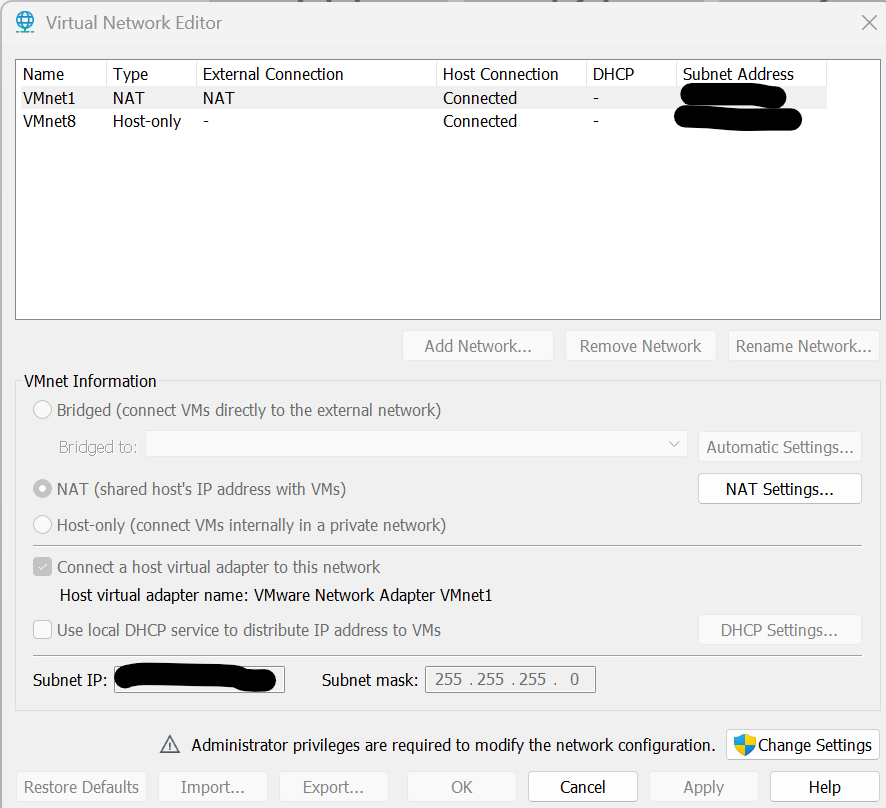 Virtual Network Editor
Name Type External Connection Host Connection DHCP Subnet Address
VMnet1 NAT NAT Connected -
VMnet8 Host-only - Connected -
Add Network... Remove Network Rename Network...
VMnet Information
Bridged (connect VMs directly to the external network)
Bridged to: Automatic Settings...
NAT (shared host's IP address with VMs) NAT Settings...
Host-only (connect VMs internally in a private network)
Connect a host virtual adapter to this network
Host virtual adapter name: VMware Network Adapter VMnet1
Use local DHCP service to distribute IP address to VMs DHCP Settings...
Subnet IP: Subnet mask: 255 . 255 . 255 . 0
Administrator privileges are required to modify the network configuration. Change Settings
Restore Defaults Import... Export... OK Cancel Apply Help